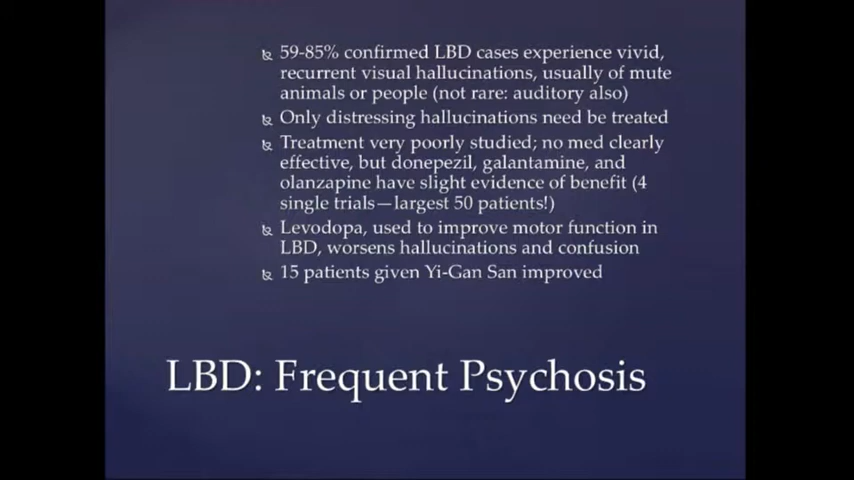 59-85% confirmed LBD cases experience vivid,
recurrent visual hallucinations, usually of mute
animals or people (not rare: auditory also)
Only distressing hallucinations need be treated
Treatment very poorly studied; no med clearly
effective, but donepezil, galantamine, and
olanzapine have slight evidence of benefit (4
single trials—largest 50 patients!)
Levodopa, used to improve motor function in
LBD, worsens hallucinations and confusion
15 patients given Yi-Gan San improved
LBD: Frequent Psychosis